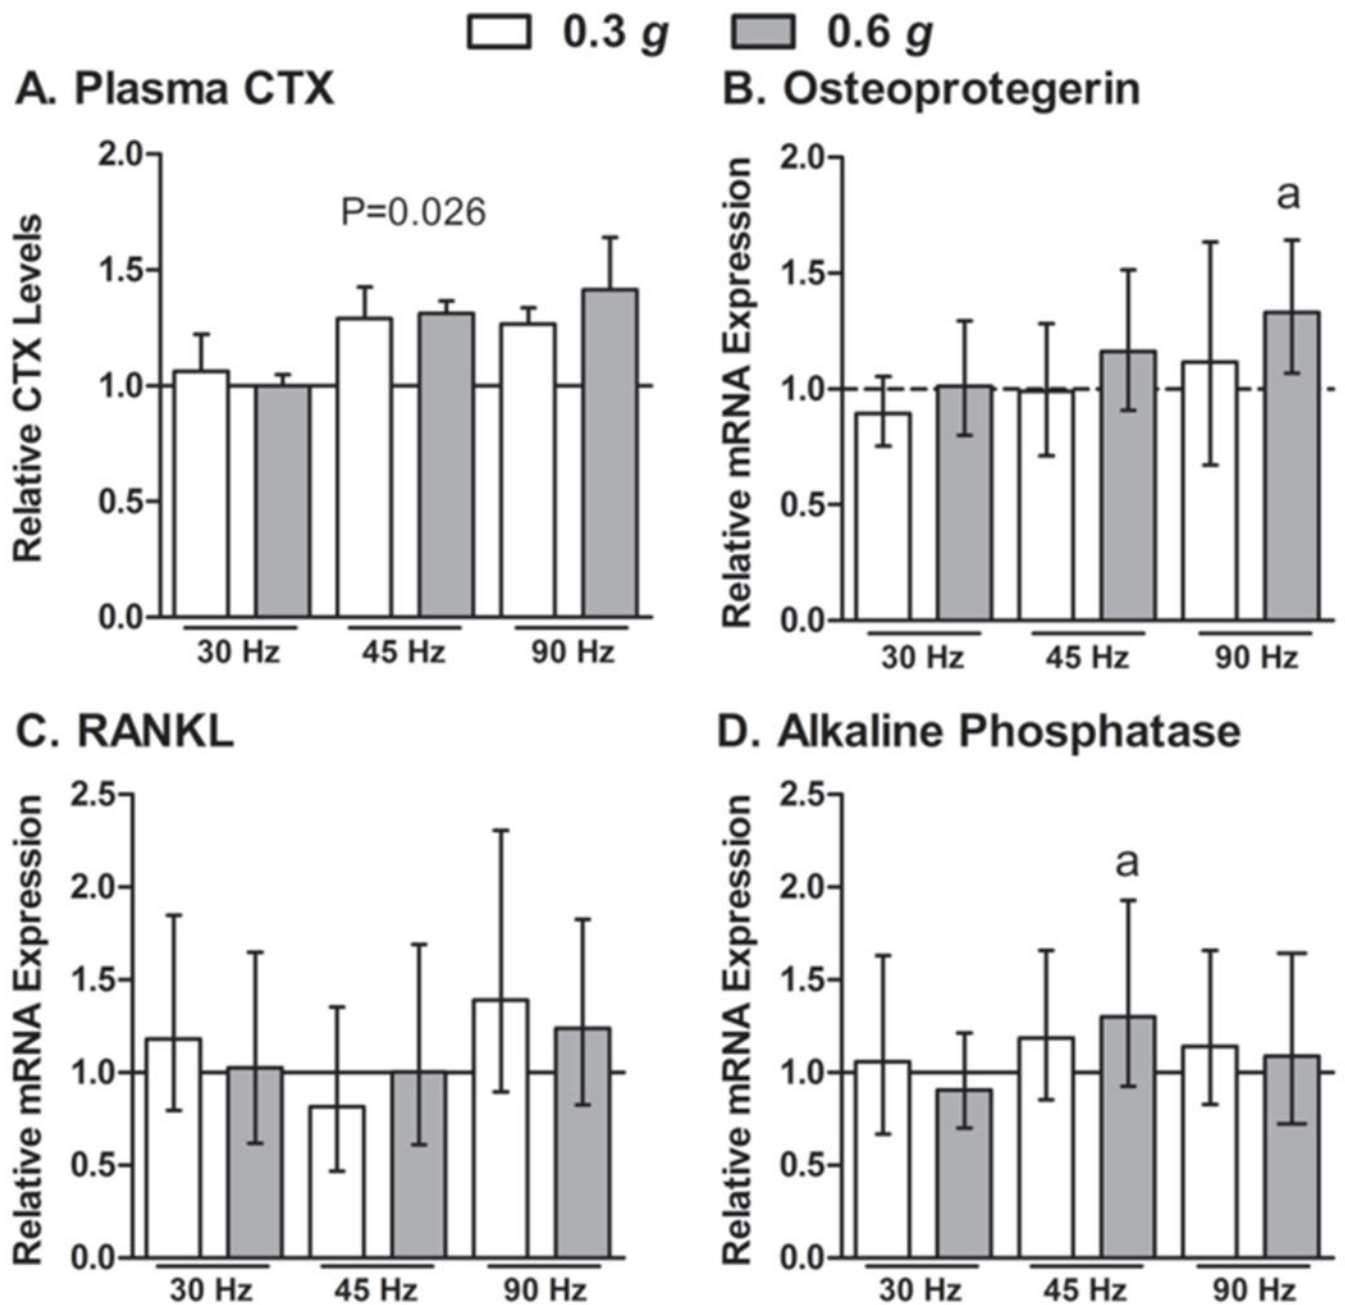 0.3 g 0.6 g
A. Plasma CTX
Relative CTX Levels
2.0
1.5
1.0
0.5
0.0
P=0.026
30 Hz 45 Hz 90 Hz
B. Osteoprotegerin
Relative mRNA Expression
2.0
1.5
1.0
0.5
0.0
a
30 Hz 45 Hz 90 Hz
C. RANKL
Relative mRNA Expression
2.5
2.0
1.5
1.0
0.5
0.0
30 Hz 45 Hz 90 Hz
D. Alkaline Phosphatase
Relative mRNA Expression
2.5
2.0
1.5
1.0
0.5
0.0
a
30 Hz 45 Hz 90 Hz